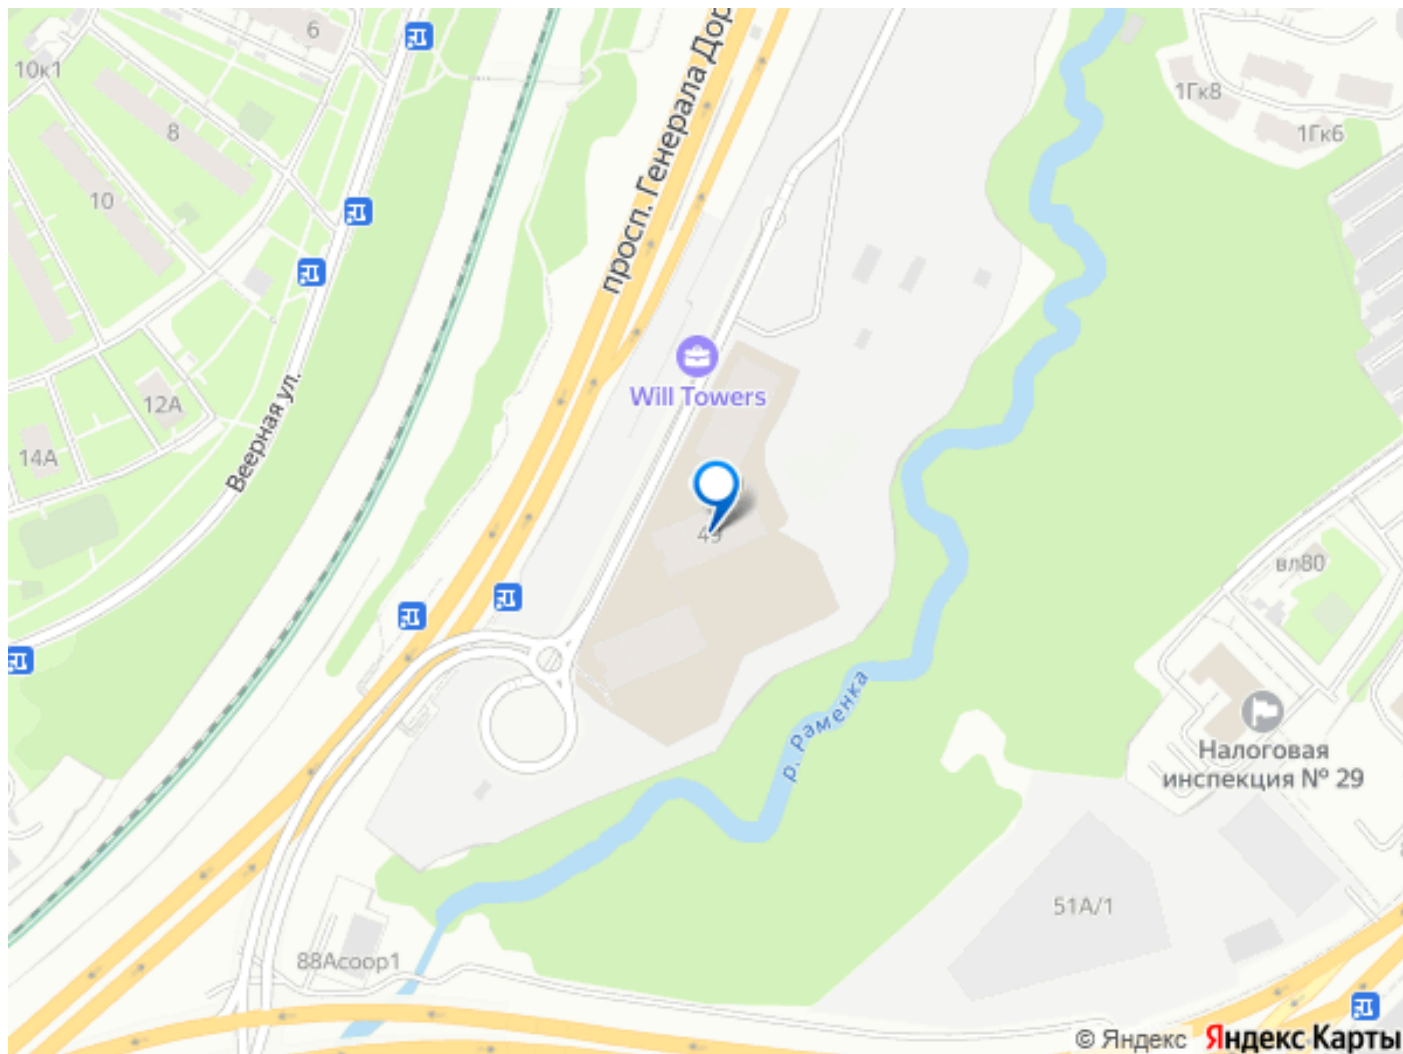 6
10к1
8
1Гк8
1Гк6
просп. Генерала Дор
10
Will Towers
12А
14А
Веерная ул.
49
вл80
р. Раменка
Налоговая
инспекция № 29
51А/1
88Асоор1
© Яндекс Яндекс Карты